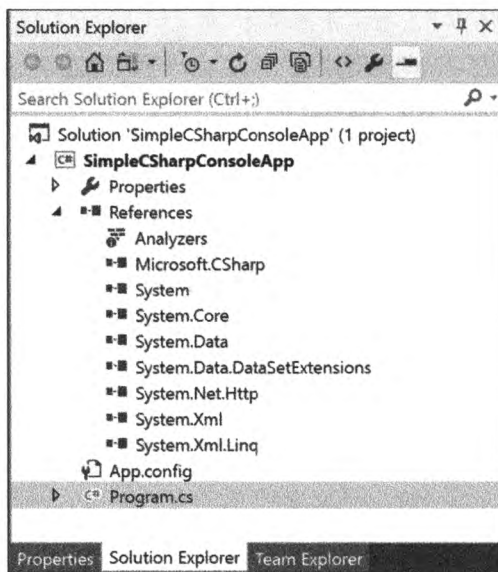 Solution Explorer
Search Solution Explorer (Ctrl+;)
Solution 'SimpleCSharpConsoleApp' (1 project)
C# SimpleCSharpConsoleApp
Properties
References
Analyzers
Microsoft.CSharp
System
System.Core
System.Data
System.Data.DataSetExtensions
System.Net.Http
System.Xml
System.Xml.Linq
App.config
C# Program.cs
Properties Solution Explorer Team Explorer